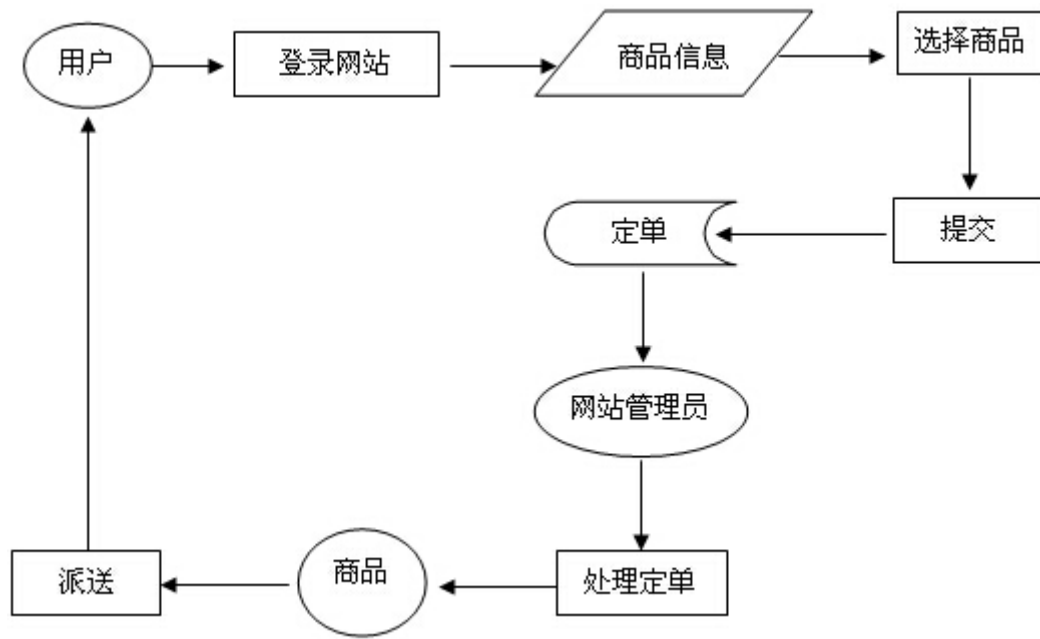 用户
登录网站
商品信息
选择商品
定单
提交
网站管理员
派送
商品
处理定单